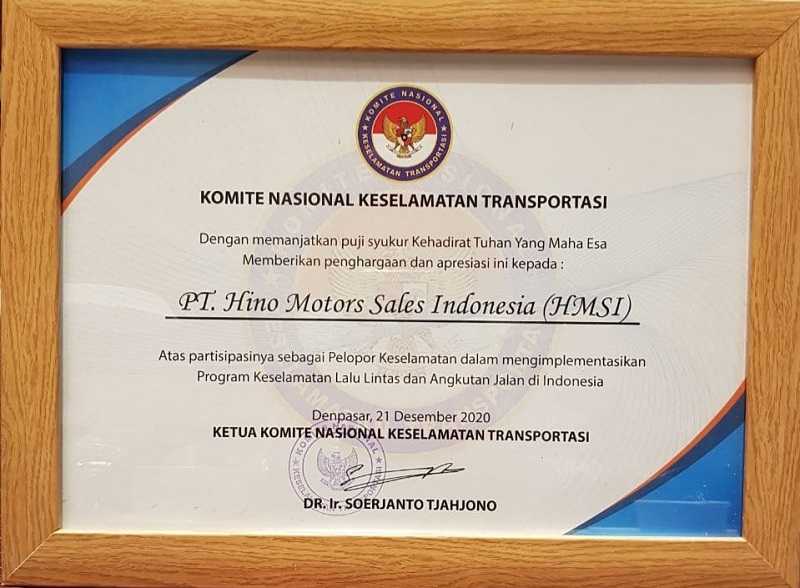 KOMITE NASIONAL
KESELAMATAN TRANSPORTASI
KOMITE NASIONAL KESELAMATAN TRANSPORTASI
Dengan memanjatkan puji syukur Kehadirat Tuhan Yang Maha Esa
Memberikan penghargaan dan apresiasi ini kepada :
PT. Hino Motors Sales Indonesia (HMSI)
Atas partisipasinya sebagai Pelopor Keselamatan dalam mengimplementasikan
Program Keselamatan Lalu Lintas dan Angkutan Jalan di Indonesia
Denpasar, 21 Desember 2020
KETUA KOMITE NASIONAL KESELAMATAN TRANSPORTASI
DR. Ir. SOERJANTO TJAHJONO